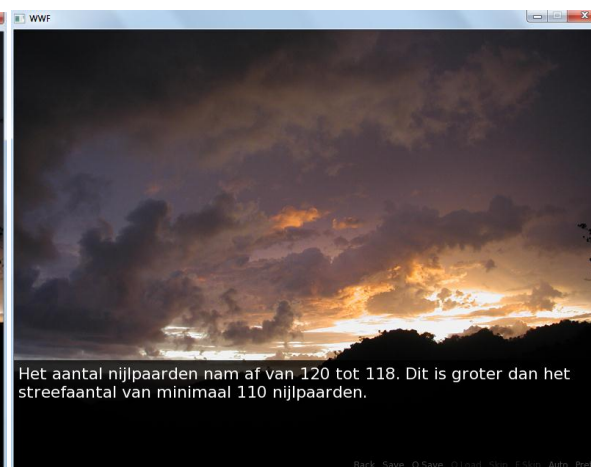 WWF
Het aantal nijlpaarden nam af van 120 tot 118. Dit is groter dan het
streefaantal van minimaal 110 nijlpaarden.
Back Save Q.Save Q.Load Skip F.Skip Auto